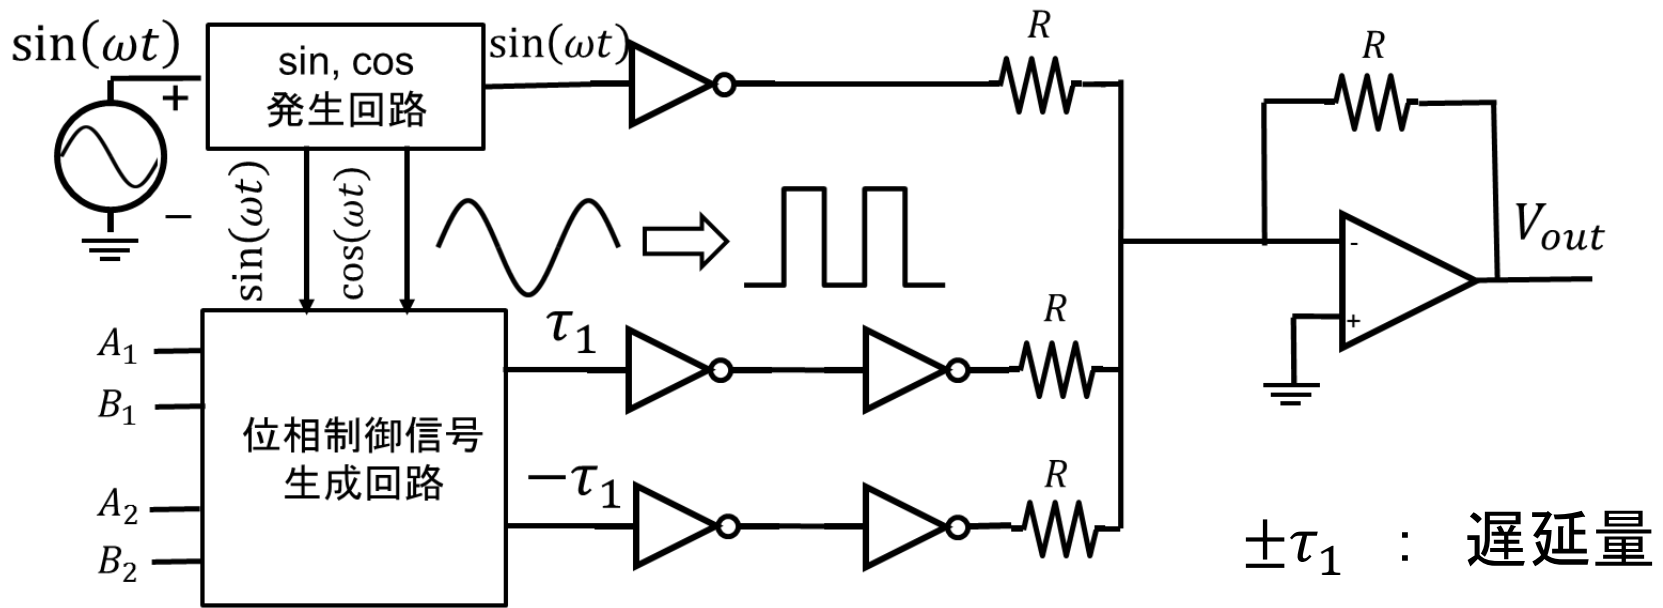 sin(ωt)
+
−
sin, cos
発生回路
sin(ωt)
R
R
sin(ωt)
cos(ωt)
-
+
V_out
A_1
B_1
A_2
B_2
位相制御信号
生成回路
τ_1
R
−τ_1
R
±τ_1 : 遅延量